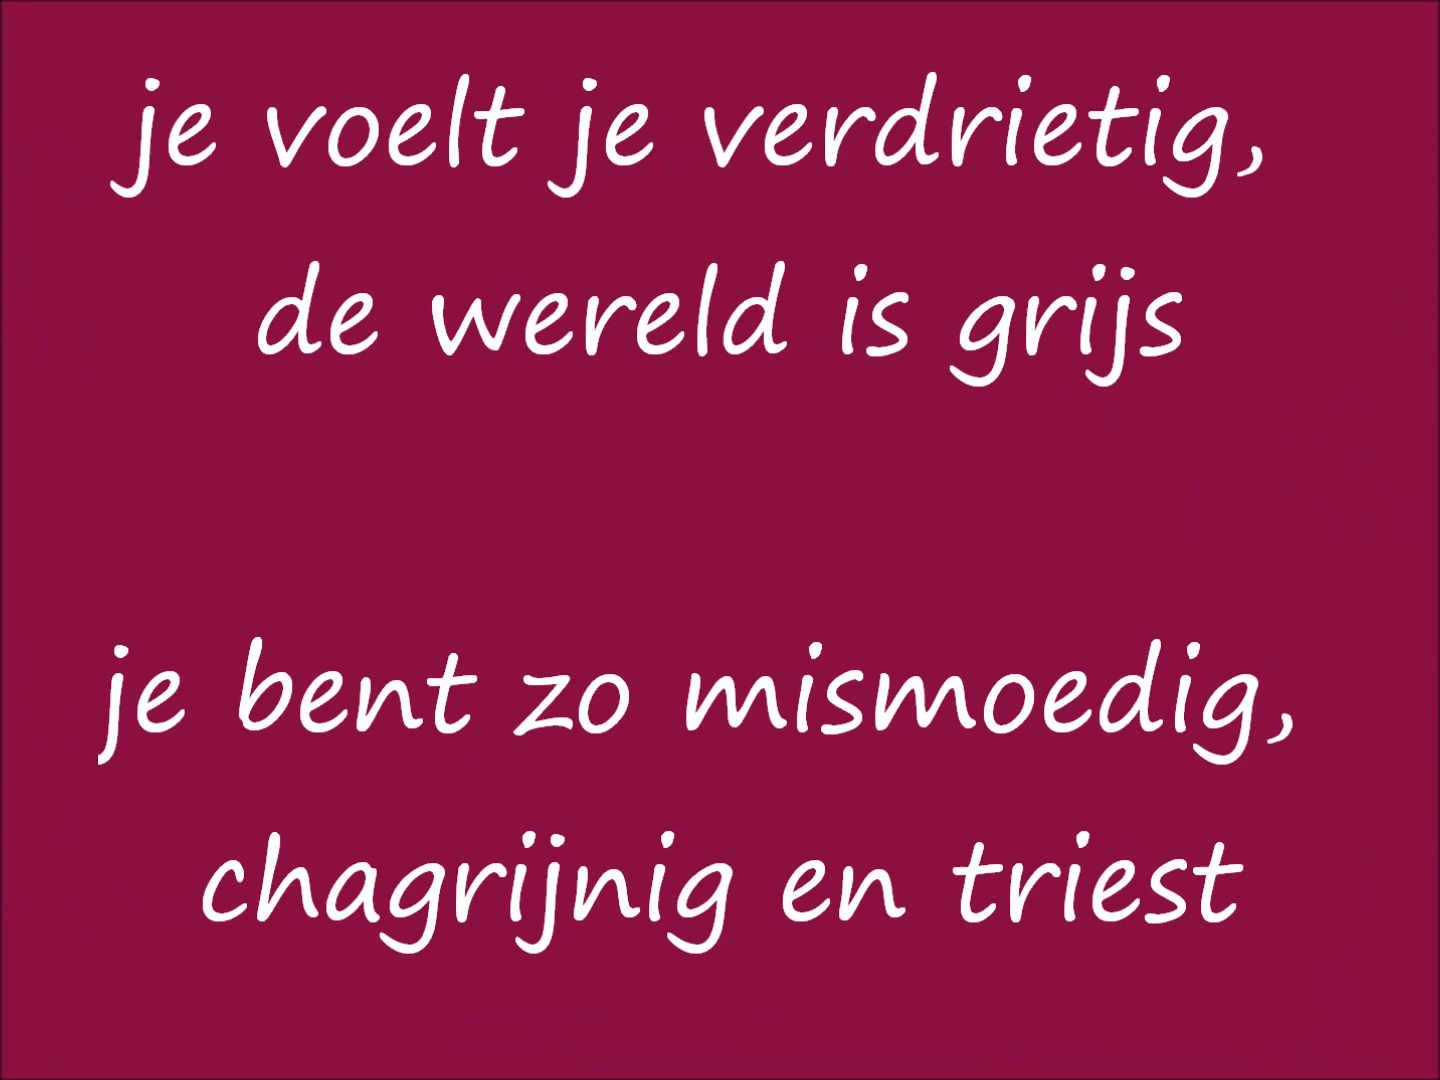 je voelt je verdrietig,
de wereld is grijs
je bent zo mismoedig,
chagrijnig en triest